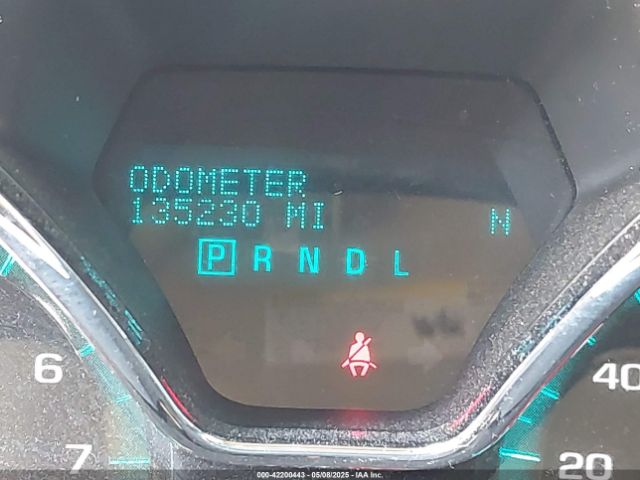 ODOMETER
135230 MI N
P R N D L
6 40
7 20
000-42200443 - 05/08/2025 - IAA Inc.